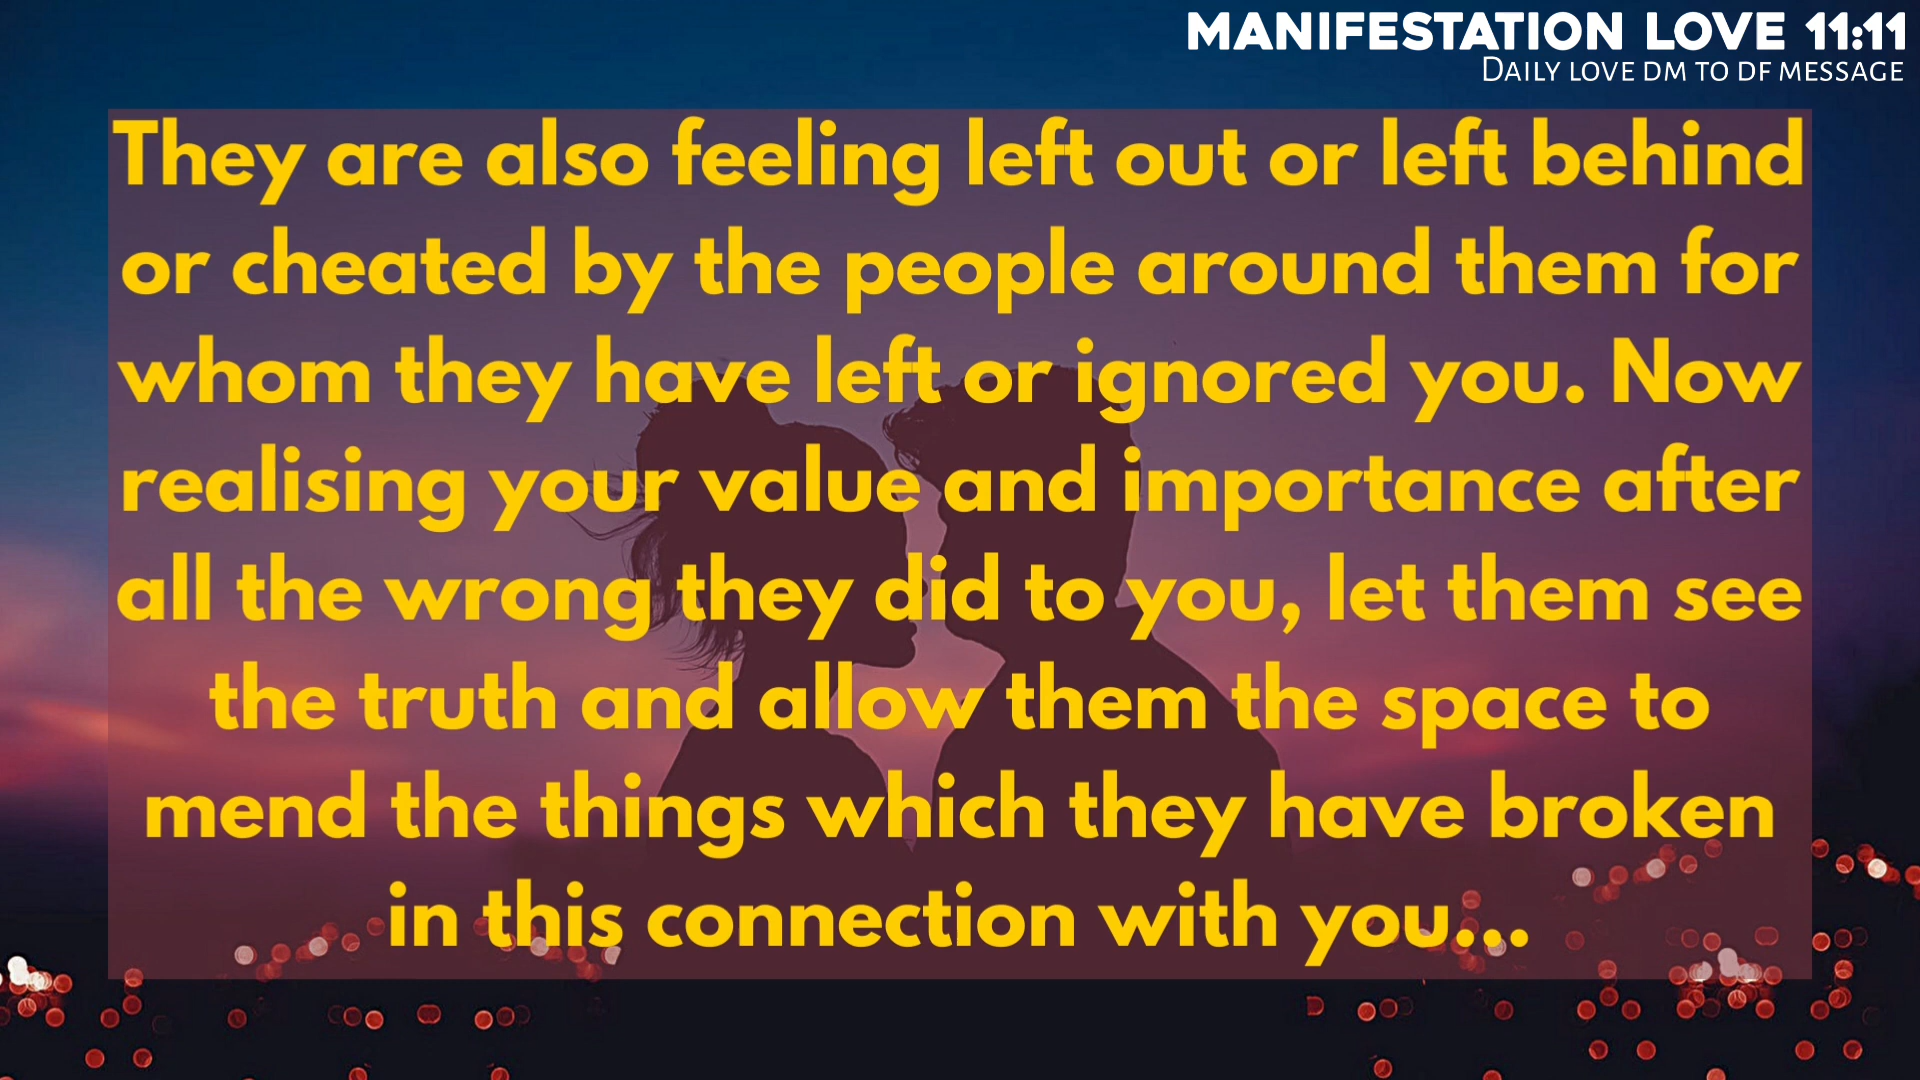 MANIFESTATION LOVE 11:11
DAILY LOVE DM TO DF MESSAGE
They are also feeling left out or left behind
or cheated by the people around them for
whom they have left or ignored you. Now
realising your value and importance after
all the wrong they did to you, let them see
the truth and allow them the space to
mend the things which they have broken
in this connection with you...